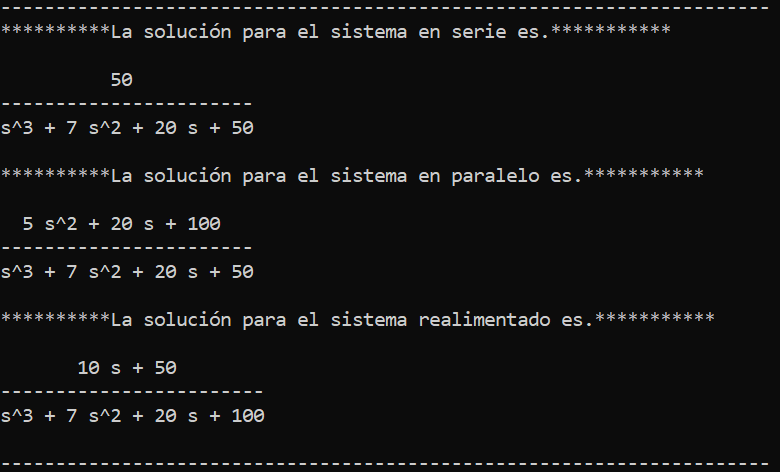 ----------------------------------------------------------------------
**********La solución para el sistema en serie es.***********
          50
-----------------------
s^3 + 7 s^2 + 20 s + 50
**********La solución para el sistema en paralelo es.***********
  5 s^2 + 20 s + 100
-----------------------
s^3 + 7 s^2 + 20 s + 50
**********La solución para el sistema realimentado es.***********
       10 s + 50
------------------------
s^3 + 7 s^2 + 20 s + 100
----------------------------------------------------------------------